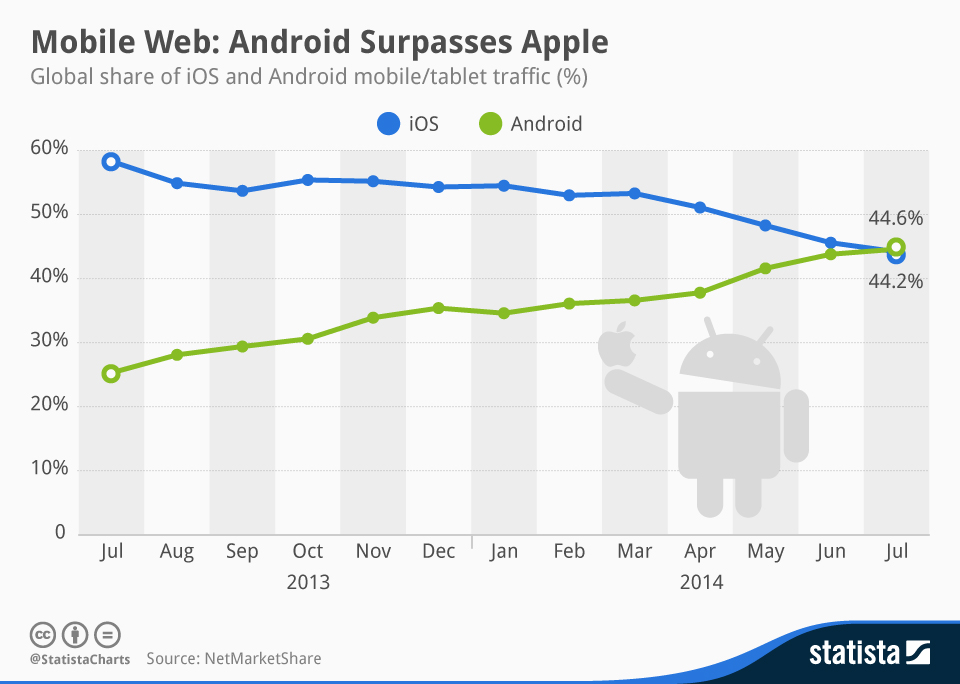 Mobile Web: Android Surpasses Apple
Global share of iOS and Android mobile/tablet traffic (%)
iOS Android
60%
50%
40%
30%
20%
10%
0
44.6%
44.2%
Jul Aug Sep Oct Nov Dec Jan Feb Mar Apr May Jun Jul
2013 2014
cc
@StatistaCharts Source: NetMarketShare
statista